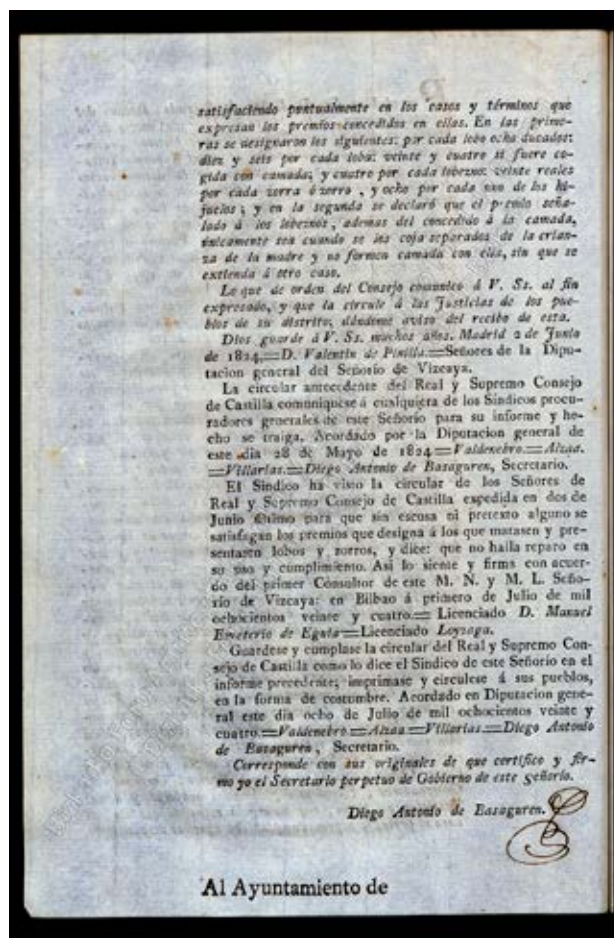 satisfaciendo puntualmente en los casos y términos que
expresan los premios concedidos en ellas. En las prime-
ras se designaron los siguientes: por cada lobo ocho ducados:
diez y seis por cada loba: veinte y cuatro si fuere co-
gida con camada; y cuatro por cada lobezno: veinte reales
por cada zorra ó zorro, y ocho por cada uno de los hi-
juelos; y en la segunda se declaró que el premio seña-
lado á los lobeznos, ademas del concedido á la camada,
únicamente sea cuando se les coja separados de la crian-
za de la madre y no formen camada con ella, sin que se
extienda á otro caso.
Lo que de orden del Consejo comunico á V. Ss. al fin
expresado, y que la circule á las Justicias de los pue-
blos de su distrito, dándome aviso del recibo de esta.
Dios guarde á V. Ss. muchos años. Madrid 2 de Junio
de 1824.=D. Valentin de Pinilla.=Señores de la Dipu-
tacion general del Señorío de Vizcaya.
La circular antecedente del Real y Supremo Consejo
de Castilla comuníquese á cualquiera de los Síndicos procu-
radores generales de este Señorío para su informe y he-
cho se traiga. Acordado por la Diputacion general de
este dia 28 de Mayo de 1824=Valdenebro.=Alzaa.
=Villarías.=Diego Antonio de Basaguren, Secretario.
El Síndico ha visto la circular de los Señores de
Real y Supremo Consejo de Castilla expedida en dos de
Junio último para que sin escusa ni pretexto alguno se
satisfagan los premios que designa á los que matasen y pre-
sentasen lobos y zorros, y dice: que no halla reparo en
su uso y cumplimiento. Asi lo siente y firma con acuer-
do del primer Consultor de este M. N. y M. L. Seño-
río de Vizcaya: en Bilbao á primero de Julio de mil
ochocientos veinte y cuatro.=Licenciado D. Manuel
Emeterio de Eguia=Licenciado Loyzaga.
Guardese y cumplase la circular del Real y Supremo Con-
sejo de Castilla como lo dice el Síndico de este Señorío en el
informe precedente; imprimase y circulese á sus pueblos,
en la forma de costumbre. Acordado en Diputacion gene-
ral este dia ocho de Julio de mil ochocientos veinte y
cuatro.=Valdenebro=Alzaa=Villarías.=Diego Antonio
de Basaguren, Secretario.
Corresponde con sus originales de que certifico y fir-
mo yo el Secretario perpetuo de Gobierno de este Señorío.
Diego Antonio de Basaguren.
Al Ayuntamiento de